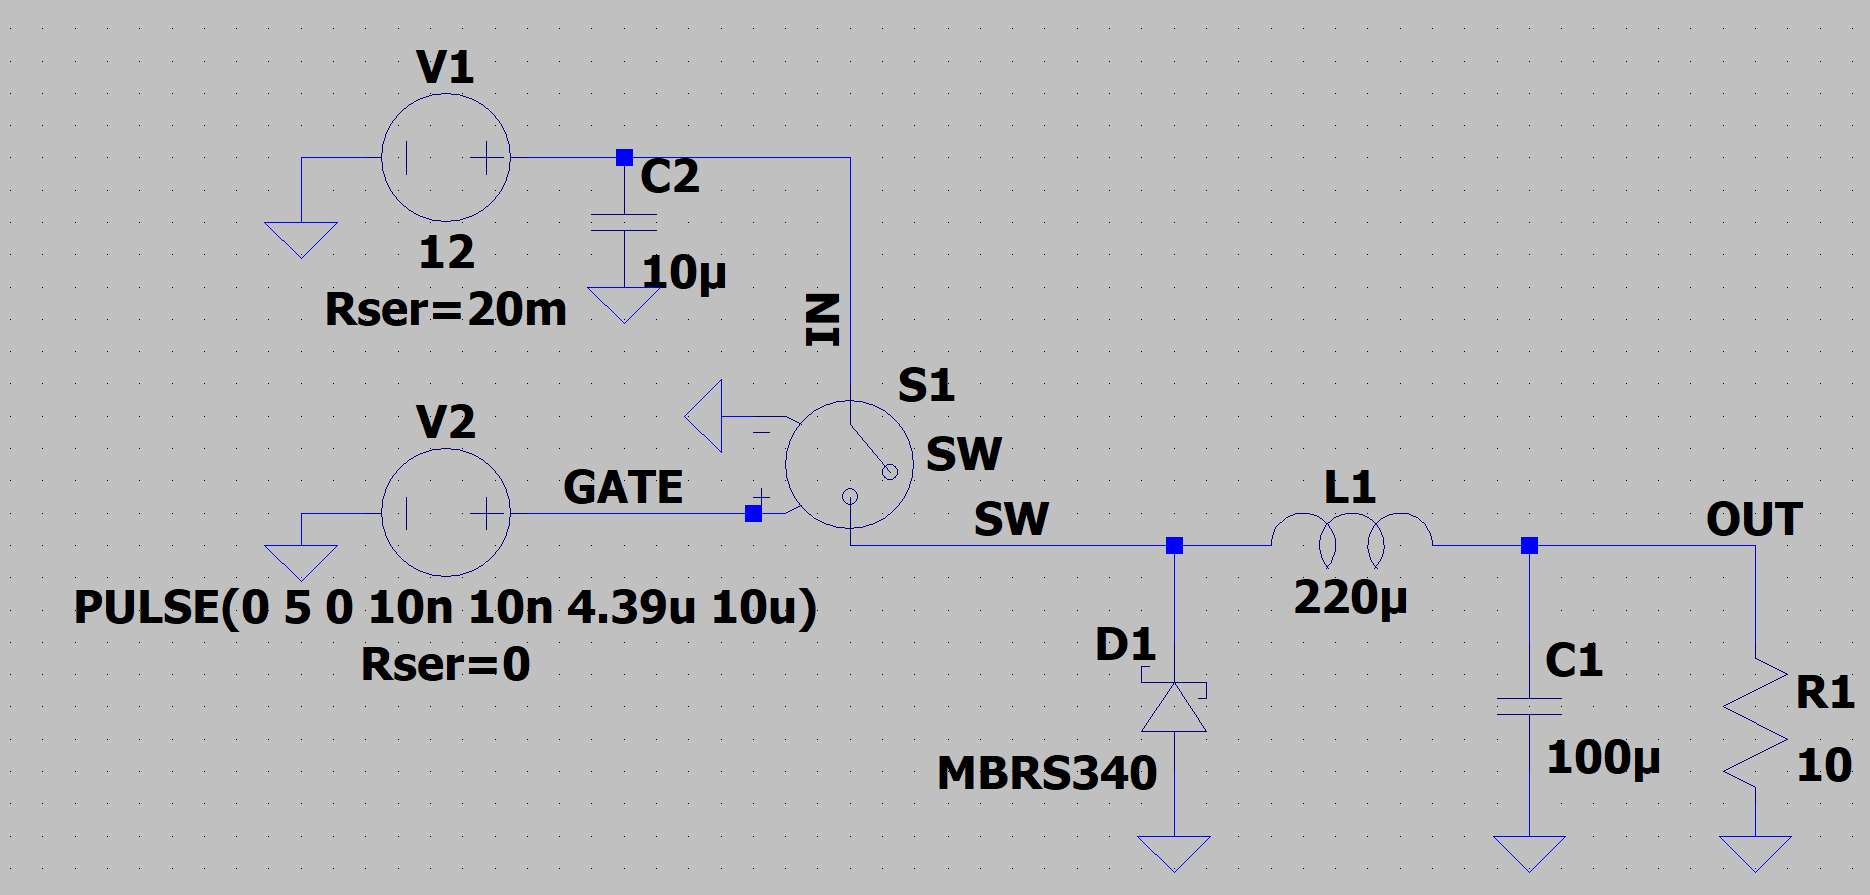 V1
C2
12
10µ
Rser=20m
IN
S1
V2
SW
GATE
L1
SW
OUT
PULSE(0 5 0 10n 10n 4.39u 10u)
220µ
Rser=0
D1
C1
R1
MBRS340
100µ
10